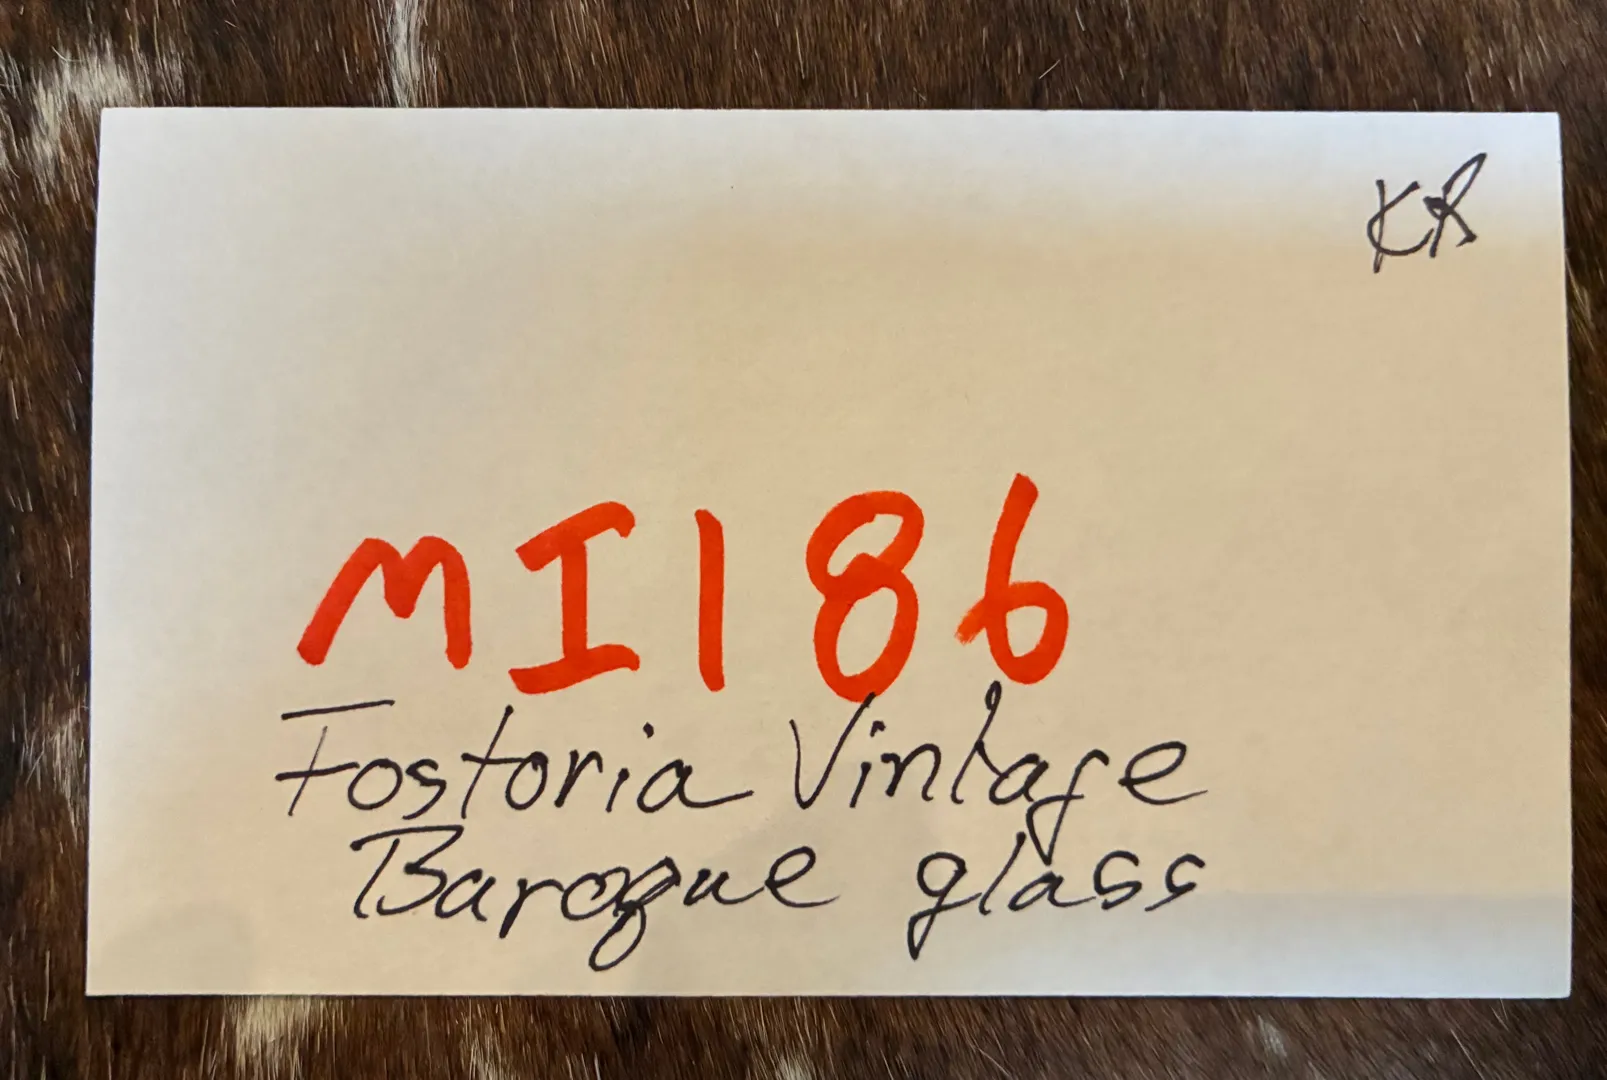 KR
MI186
Fostoria Vintage
Baroque glass